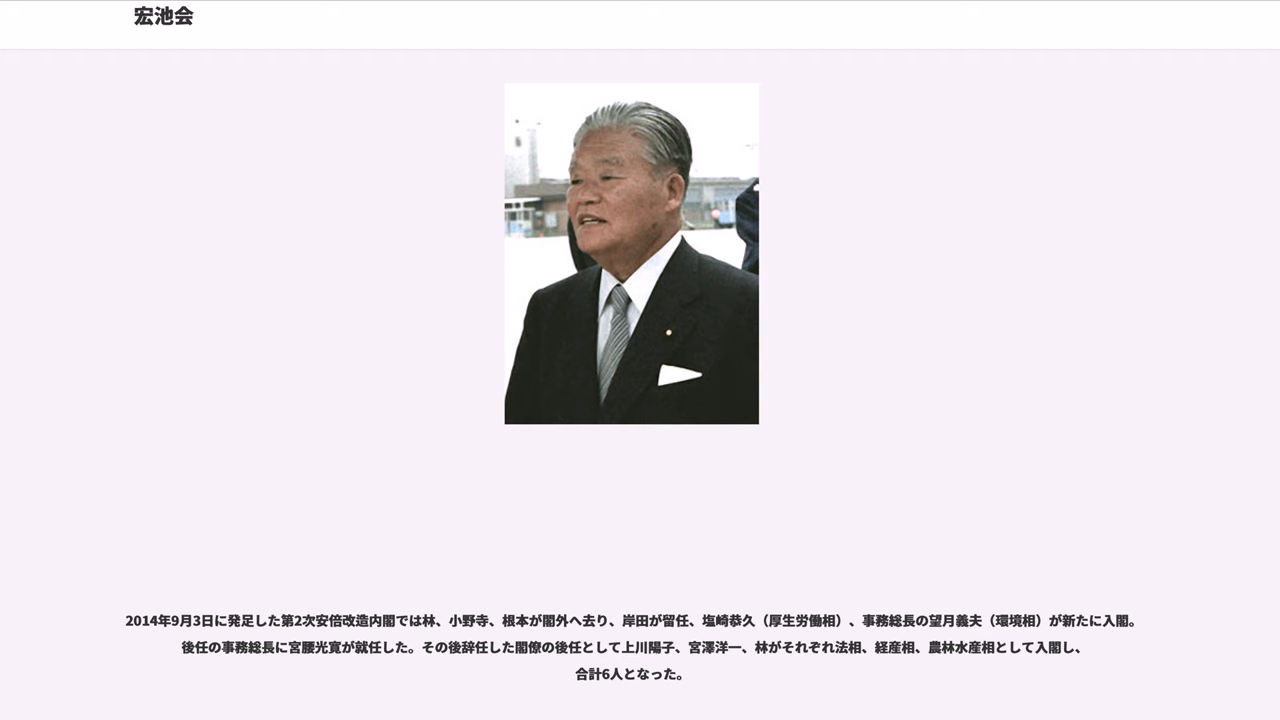 宏池会
2014年9月3日に発足した第2次安倍改造内閣では林、小野寺、根本が閣外へ去り、岸田が留任、塩崎恭久（厚生労働相）、事務総長の望月義夫（環境相）が新たに入閣。
後任の事務総長に宮腰光寛が就任した。その後辞任した閣僚の後任として上川陽子、宮澤洋一、林がそれぞれ法相、経産相、農林水産相として入閣し、
合計6人となった。